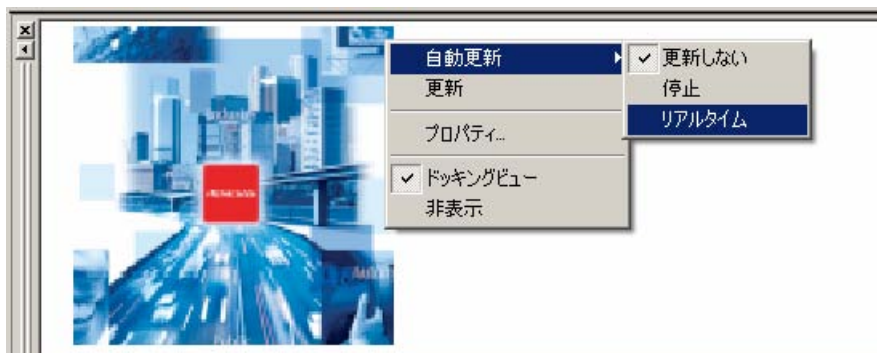 自動更新
更新
プロパティ...
ドッキングビュー
非表示
更新しない
停止
リアルタイム